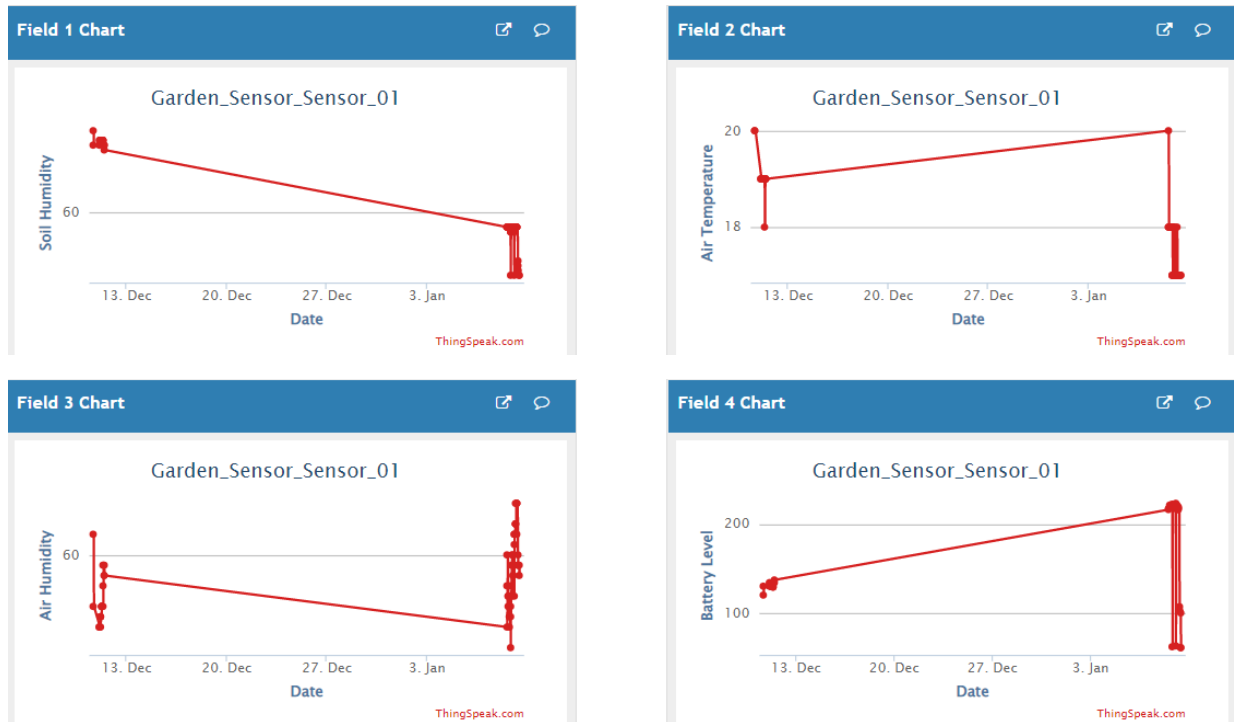 Field 1 Chart
Garden_Sensor_Sensor_01
Soil Humidity
60
13. Dec 20. Dec 27. Dec 3. Jan
Date
ThingSpeak.com
Field 2 Chart
Garden_Sensor_Sensor_01
Air Temperature
20
18
13. Dec 20. Dec 27. Dec 3. Jan
Date
ThingSpeak.com
Field 3 Chart
Garden_Sensor_Sensor_01
Air Humidity
60
13. Dec 20. Dec 27. Dec 3. Jan
Date
ThingSpeak.com
Field 4 Chart
Garden_Sensor_Sensor_01
Battery Level
200
100
13. Dec 20. Dec 27. Dec 3. Jan
Date
ThingSpeak.com